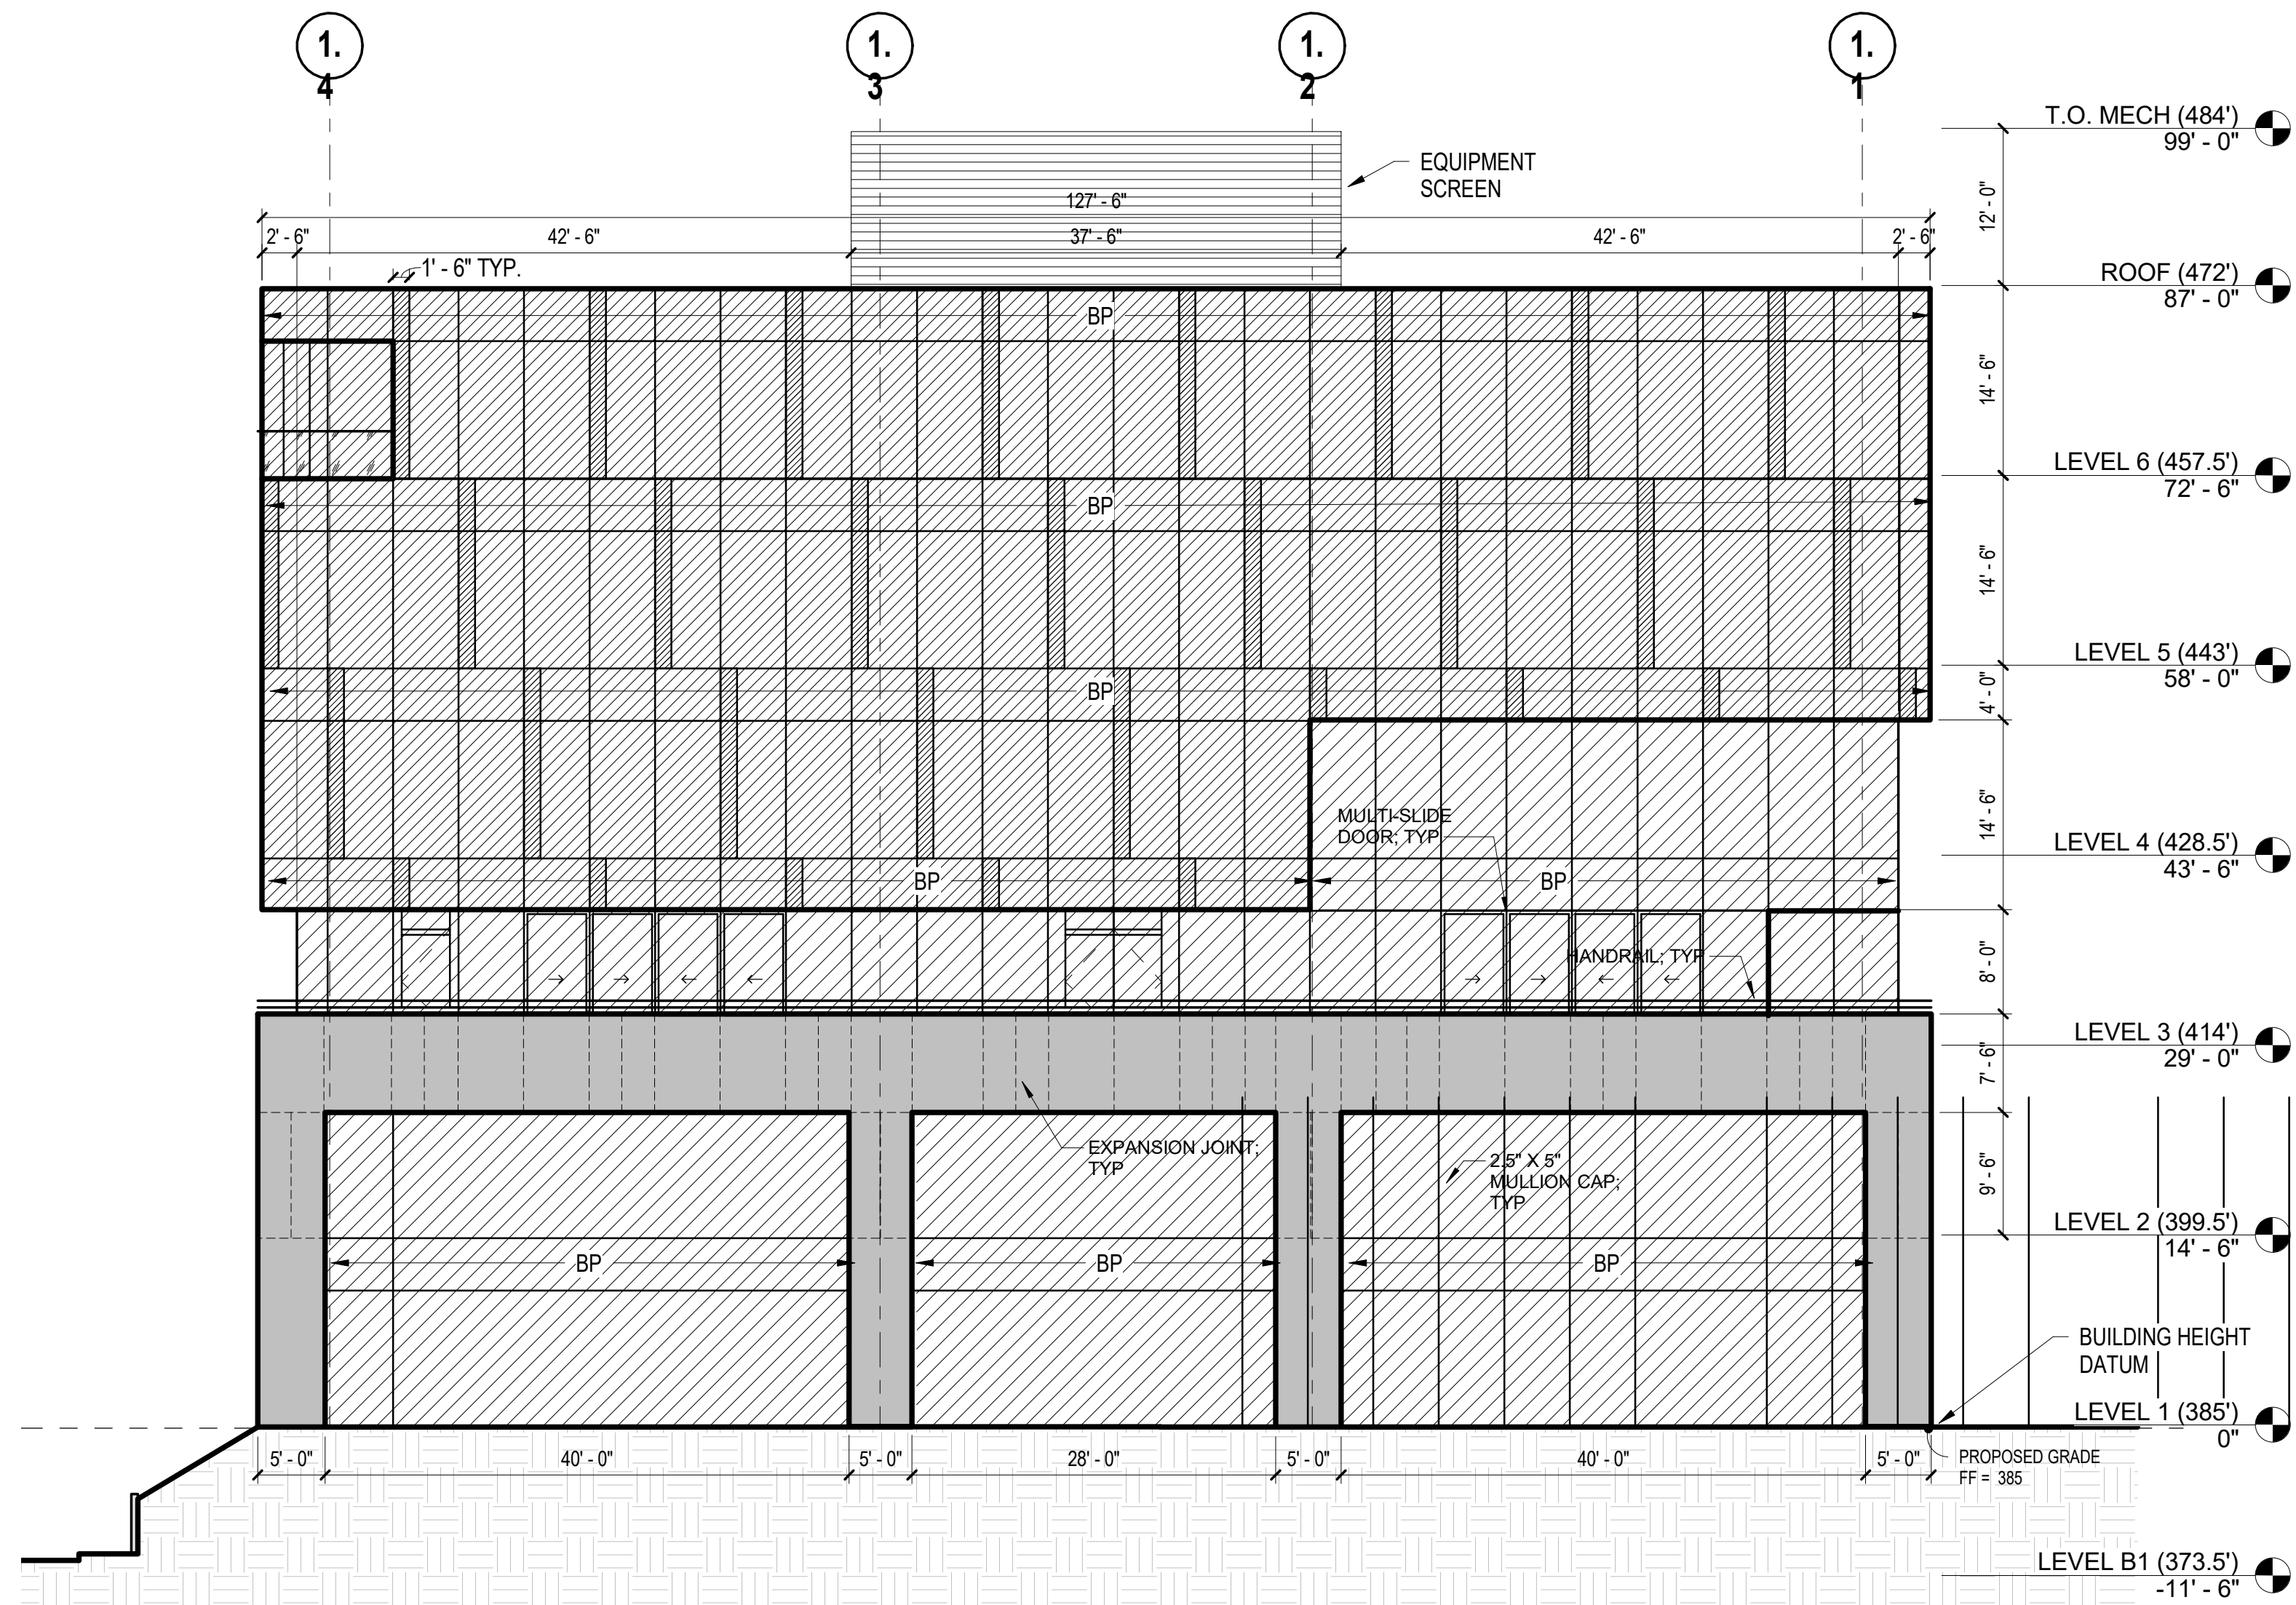 1.
4
1.
3
1.
2
1.
1
T.O. MECH (484')
99' - 0"
EQUIPMENT
SCREEN
12' - 0"
127' - 6"
2' - 6"
42' - 6"
37' - 6"
42' - 6"
2' - 6"
1' - 6" TYP.
ROOF (472')
87' - 0"
BP
14' - 6"
LEVEL 6 (457.5')
72' - 6"
BP
14' - 6"
LEVEL 5 (443')
58' - 0"
BP
4' - 0"
MULTI-SLIDE
DOOR; TYP
14' - 6"
LEVEL 4 (428.5')
43' - 6"
BP
BP
HANDRAIL; TYP
8' - 0"
LEVEL 3 (414')
29' - 0"
7' - 6"
EXPANSION JOINT;
TYP
2.5" X 5"
MULLION CAP;
TYP
9' - 6"
LEVEL 2 (399.5')
14' - 6"
BP
BP
BP
BUILDING HEIGHT
DATUM
LEVEL 1 (385')
0"
5' - 0"
40' - 0"
5' - 0"
28' - 0"
5' - 0"
40' - 0"
5' - 0"
PROPOSED GRADE
FF = 385
LEVEL B1 (373.5')
-11' - 6"